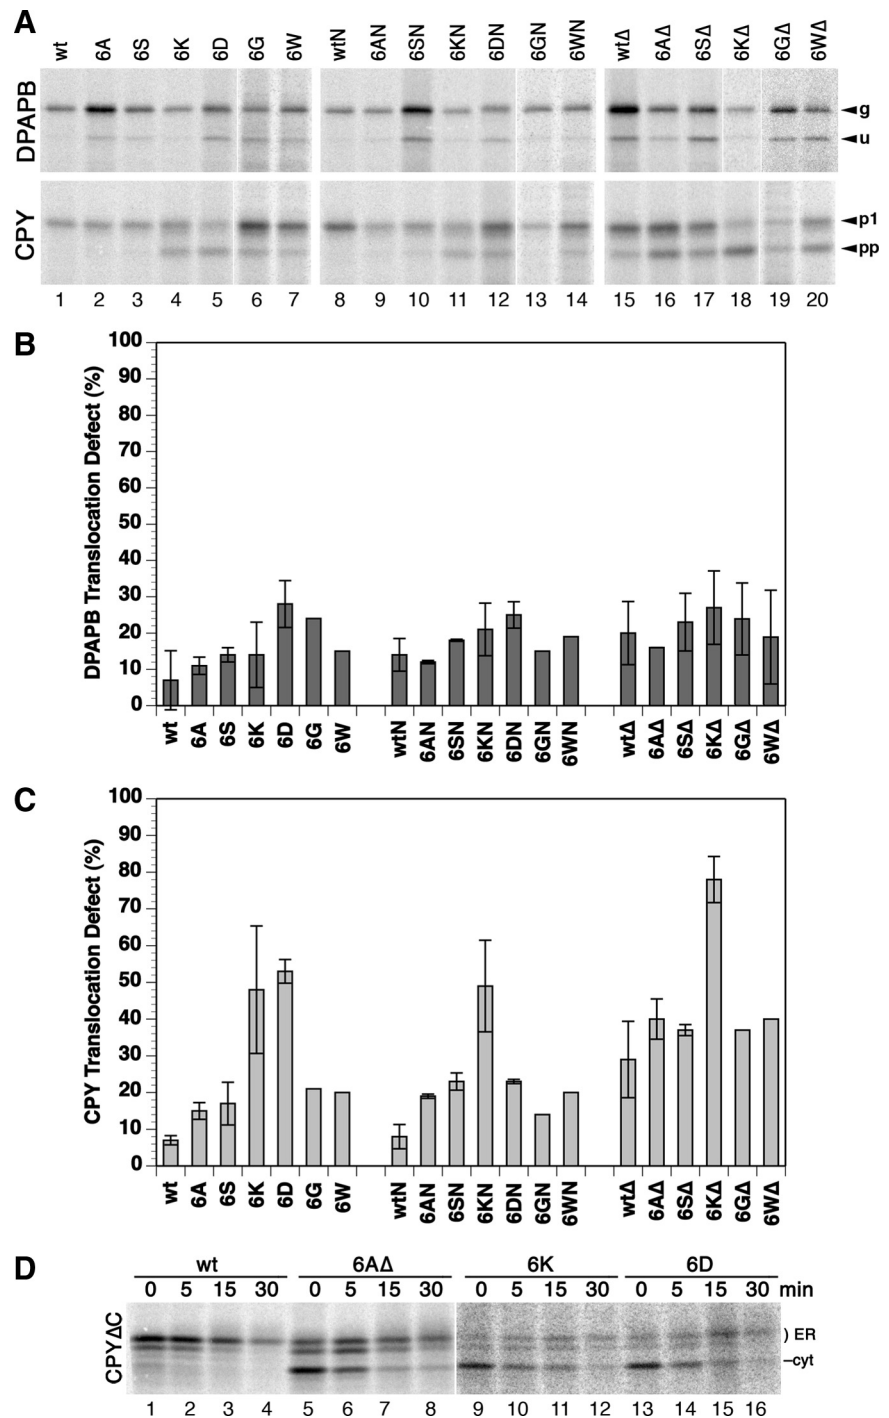 A
wt 6A 6S 6K 6D 6G 6W wtN 6AN 6SN 6KN 6DN 6GN 6WN wtΔ 6AΔ 6SΔ 6KΔ 6GΔ 6WΔ
DPAPB
g
u
CPY
p1
pp
1 2 3 4 5 6 7 8 9 10 11 12 13 14 15 16 17 18 19 20
B
DPAPB Translocation Defect (%)
100
90
80
70
60
50
40
30
20
10
0
wt 6A 6S 6K 6D 6G 6W wtN 6AN 6SN 6KN 6DN 6GN 6WN wtΔ 6AΔ 6SΔ 6KΔ 6GΔ 6WΔ
C
CPY Translocation Defect (%)
100
90
80
70
60
50
40
30
20
10
0
wt 6A 6S 6K 6D 6G 6W wtN 6AN 6SN 6KN 6DN 6GN 6WN wtΔ 6AΔ 6SΔ 6KΔ 6GΔ 6WΔ
D
wt 6AΔ 6K 6D
0 5 15 30 0 5 15 30 0 5 15 30 0 5 15 30 min
CPYΔC
) ER
–cyt
1 2 3 4 5 6 7 8 9 10 11 12 13 14 15 16